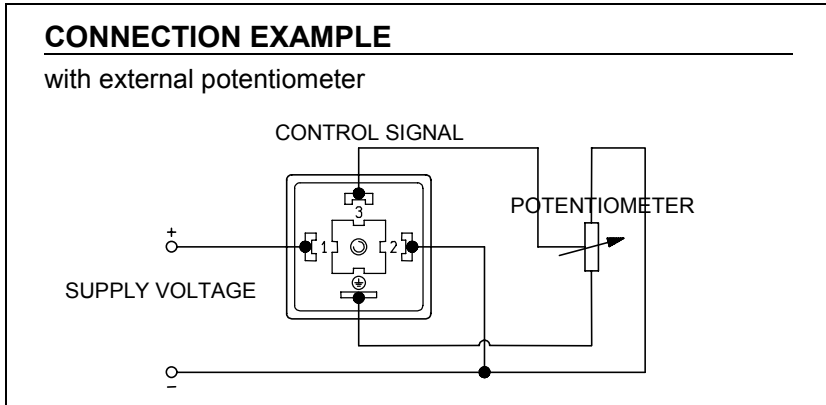 CONNECTION EXAMPLE
with external potentiometer
CONTROL SIGNAL
3
POTENTIOMETER
+
1
2
SUPPLY VOLTAGE
−